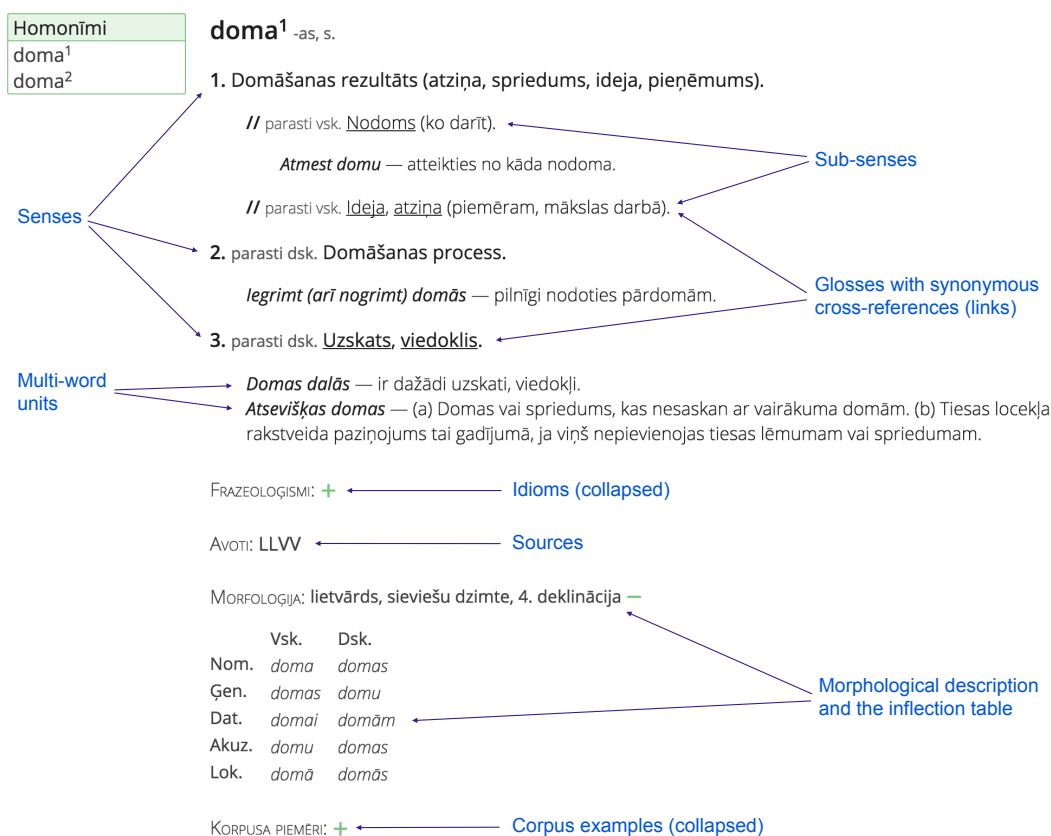 Homonīmi
doma¹
doma²
doma¹ -as, s.
1. Domāšanas rezultāts (atziņa, spriedums, ideja, pieņēmums).
// parasti vsk. Nodoms (ko darīt).
Atmest domu — atteikties no kāda nodoma.
Sub-senses
// parasti vsk. Ideja, atziņa (piemēram, mākslas darbā).
Senses
2. parasti dsk. Domāšanas process.
Iegrimt (arī nogrimt) domās — pilnīgi nodoties pārdomām.
Glosses with synonymous
cross-references (links)
3. parasti dsk. Uzskats, viedoklis.
Multi-word
units
Domas dalās — ir dažādi uzskati, viedokļi.
Atsevišķas domas — (a) Domas vai spriedums, kas nesaskan ar vairākuma domām. (b) Tiesas locekļa
rakstveida paziņojums tai gadījumā, ja viņš nepievienojas tiesas lēmumam vai spriedumam.
Frazeoloģismi: + Idioms (collapsed)
Avoti: LLVV Sources
Morfoloģija: lietvārds, sieviešu dzimte, 4. deklinācija −
Vsk. Dsk.
Nom. doma domas
Ģen. domas domu
Dat. domai domām
Akuz. domu domas
Lok. domā domās
Morphological description
and the inflection table
Korpusa piemēri: + Corpus examples (collapsed)